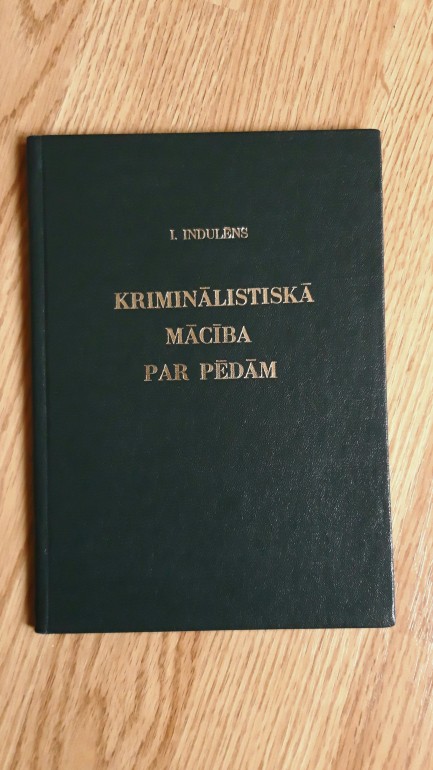 I. INDULĒNS
KRIMINĀLISTISKĀ
MĀCĪBA
PAR PĒDĀM